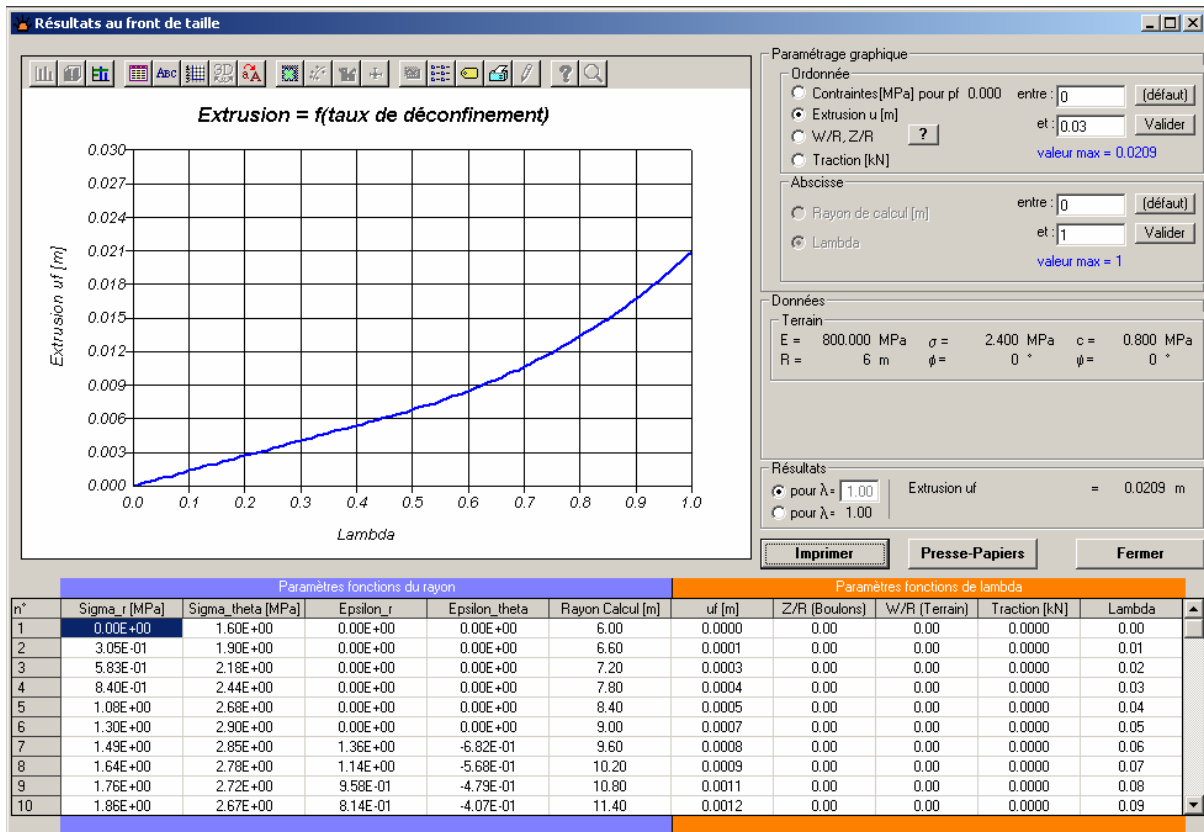 Résultats au front de taille
ABC
3D
Extrusion = f(taux de déconfinement)
Extrusion uf [m]
0.030
0.027
0.024
0.021
0.018
0.015
0.012
0.009
0.006
0.003
0.000
0.0 0.1 0.2 0.3 0.4 0.5 0.6 0.7 0.8 0.9 1.0
Lambda
Paramétrage graphique
Ordonnée
Contraintes[MPa] pour pf 0.000 entre : 0 (défaut)
Extrusion u [m] et : 0.03 Valider
W/R, Z/R ? valeur max = 0.0209
Traction [kN]
Abscisse
Rayon de calcul [m] entre : 0 (défaut)
Lambda et : 1 Valider
valeur max = 1
Données
Terrain
E = 800.000 MPa σ = 2.400 MPa c = 0.800 MPa
R = 6 m ϕ = 0 ° ψ = 0 °
Résultats
pour λ= 1.00 Extrusion uf = 0.0209 m
pour λ= 1.00
Imprimer Presse-Papiers Fermer
Paramètres fonctions du rayon Paramètres fonctions de lambda
n° Sigma_r [MPa] Sigma_theta [MPa] Epsilon_r Epsilon_theta Rayon Calcul [m] uf [m] Z/R (Boulons) W/R (Terrain) Traction [kN] Lambda
1 0.00E+00 1.60E+00 0.00E+00 0.00E+00 6.00 0.0000 0.00 0.00 0.0000 0.00
2 3.05E-01 1.90E+00 0.00E+00 0.00E+00 6.60 0.0001 0.00 0.00 0.0000 0.01
3 5.83E-01 2.18E+00 0.00E+00 0.00E+00 7.20 0.0003 0.00 0.00 0.0000 0.02
4 8.40E-01 2.44E+00 0.00E+00 0.00E+00 7.80 0.0004 0.00 0.00 0.0000 0.03
5 1.08E+00 2.68E+00 0.00E+00 0.00E+00 8.40 0.0005 0.00 0.00 0.0000 0.04
6 1.30E+00 2.90E+00 0.00E+00 0.00E+00 9.00 0.0007 0.00 0.00 0.0000 0.05
7 1.49E+00 2.85E+00 1.36E+00 -6.82E-01 9.60 0.0008 0.00 0.00 0.0000 0.06
8 1.64E+00 2.78E+00 1.14E+00 -5.68E-01 10.20 0.0009 0.00 0.00 0.0000 0.07
9 1.76E+00 2.72E+00 9.58E-01 -4.79E-01 10.80 0.0011 0.00 0.00 0.0000 0.08
10 1.86E+00 2.67E+00 8.14E-01 -4.07E-01 11.40 0.0012 0.00 0.00 0.0000 0.09